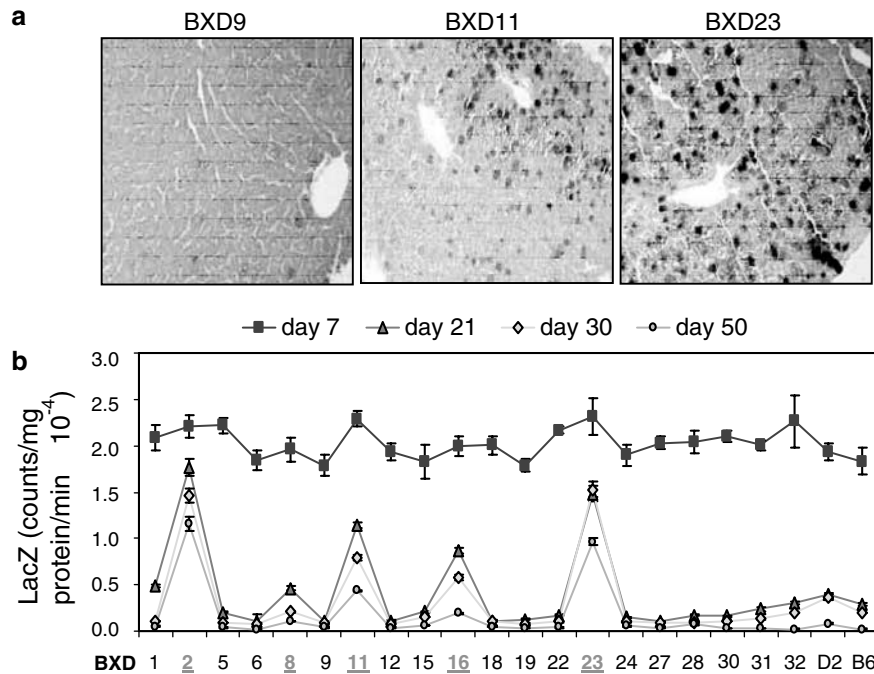 a
BXD9 BXD11 BXD23
day 7 day 21 day 30 day 50
b
LacZ (counts/mg
protein/min 10-4)
3.0
2.5
2.0
1.5
1.0
0.5
0.0
BXD 1 2 5 6 8 9 11 12 15 16 18 19 22 23 24 27 28 30 31 32 D2 B6